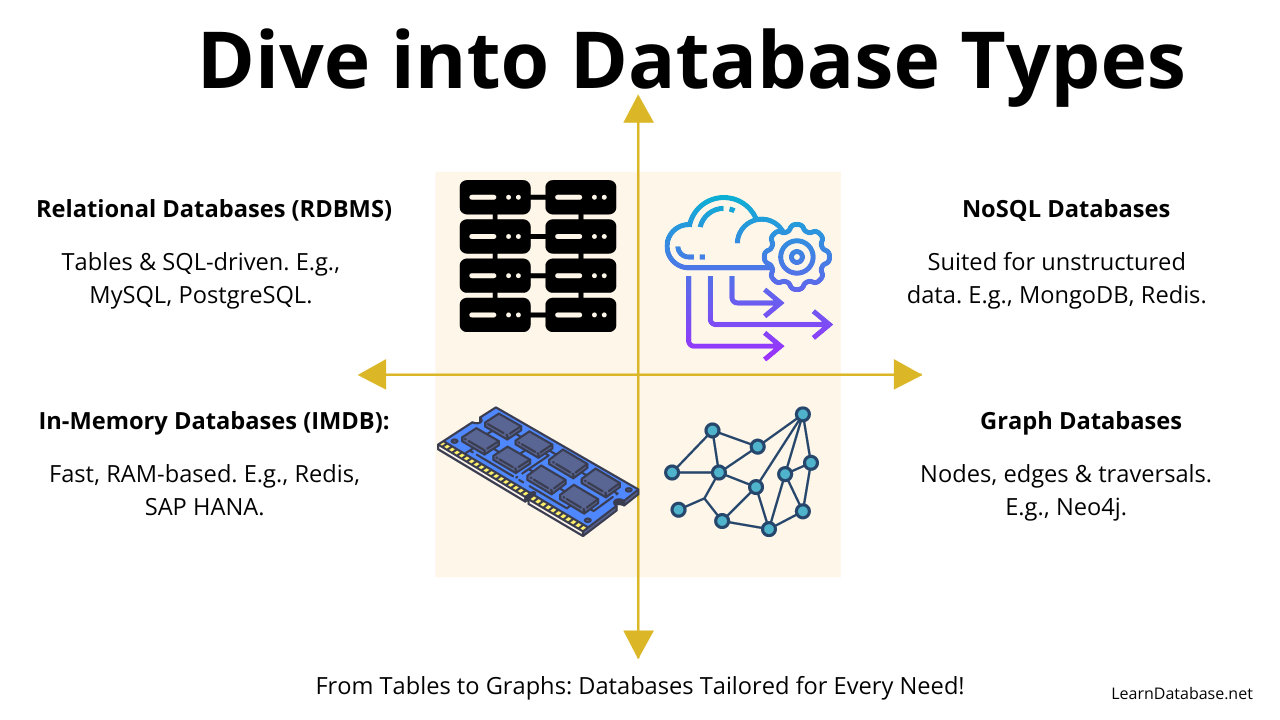 Dive into Database Types
Relational Databases (RDBMS)
Tables & SQL-driven. E.g.,
MySQL, PostgreSQL.
NoSQL Databases
Suited for unstructured
data. E.g., MongoDB, Redis.
In-Memory Databases (IMDB):
Fast, RAM-based. E.g., Redis,
SAP HANA.
Graph Databases
Nodes, edges & traversals.
E.g., Neo4j.
From Tables to Graphs: Databases Tailored for Every Need!
LearnDatabase.net